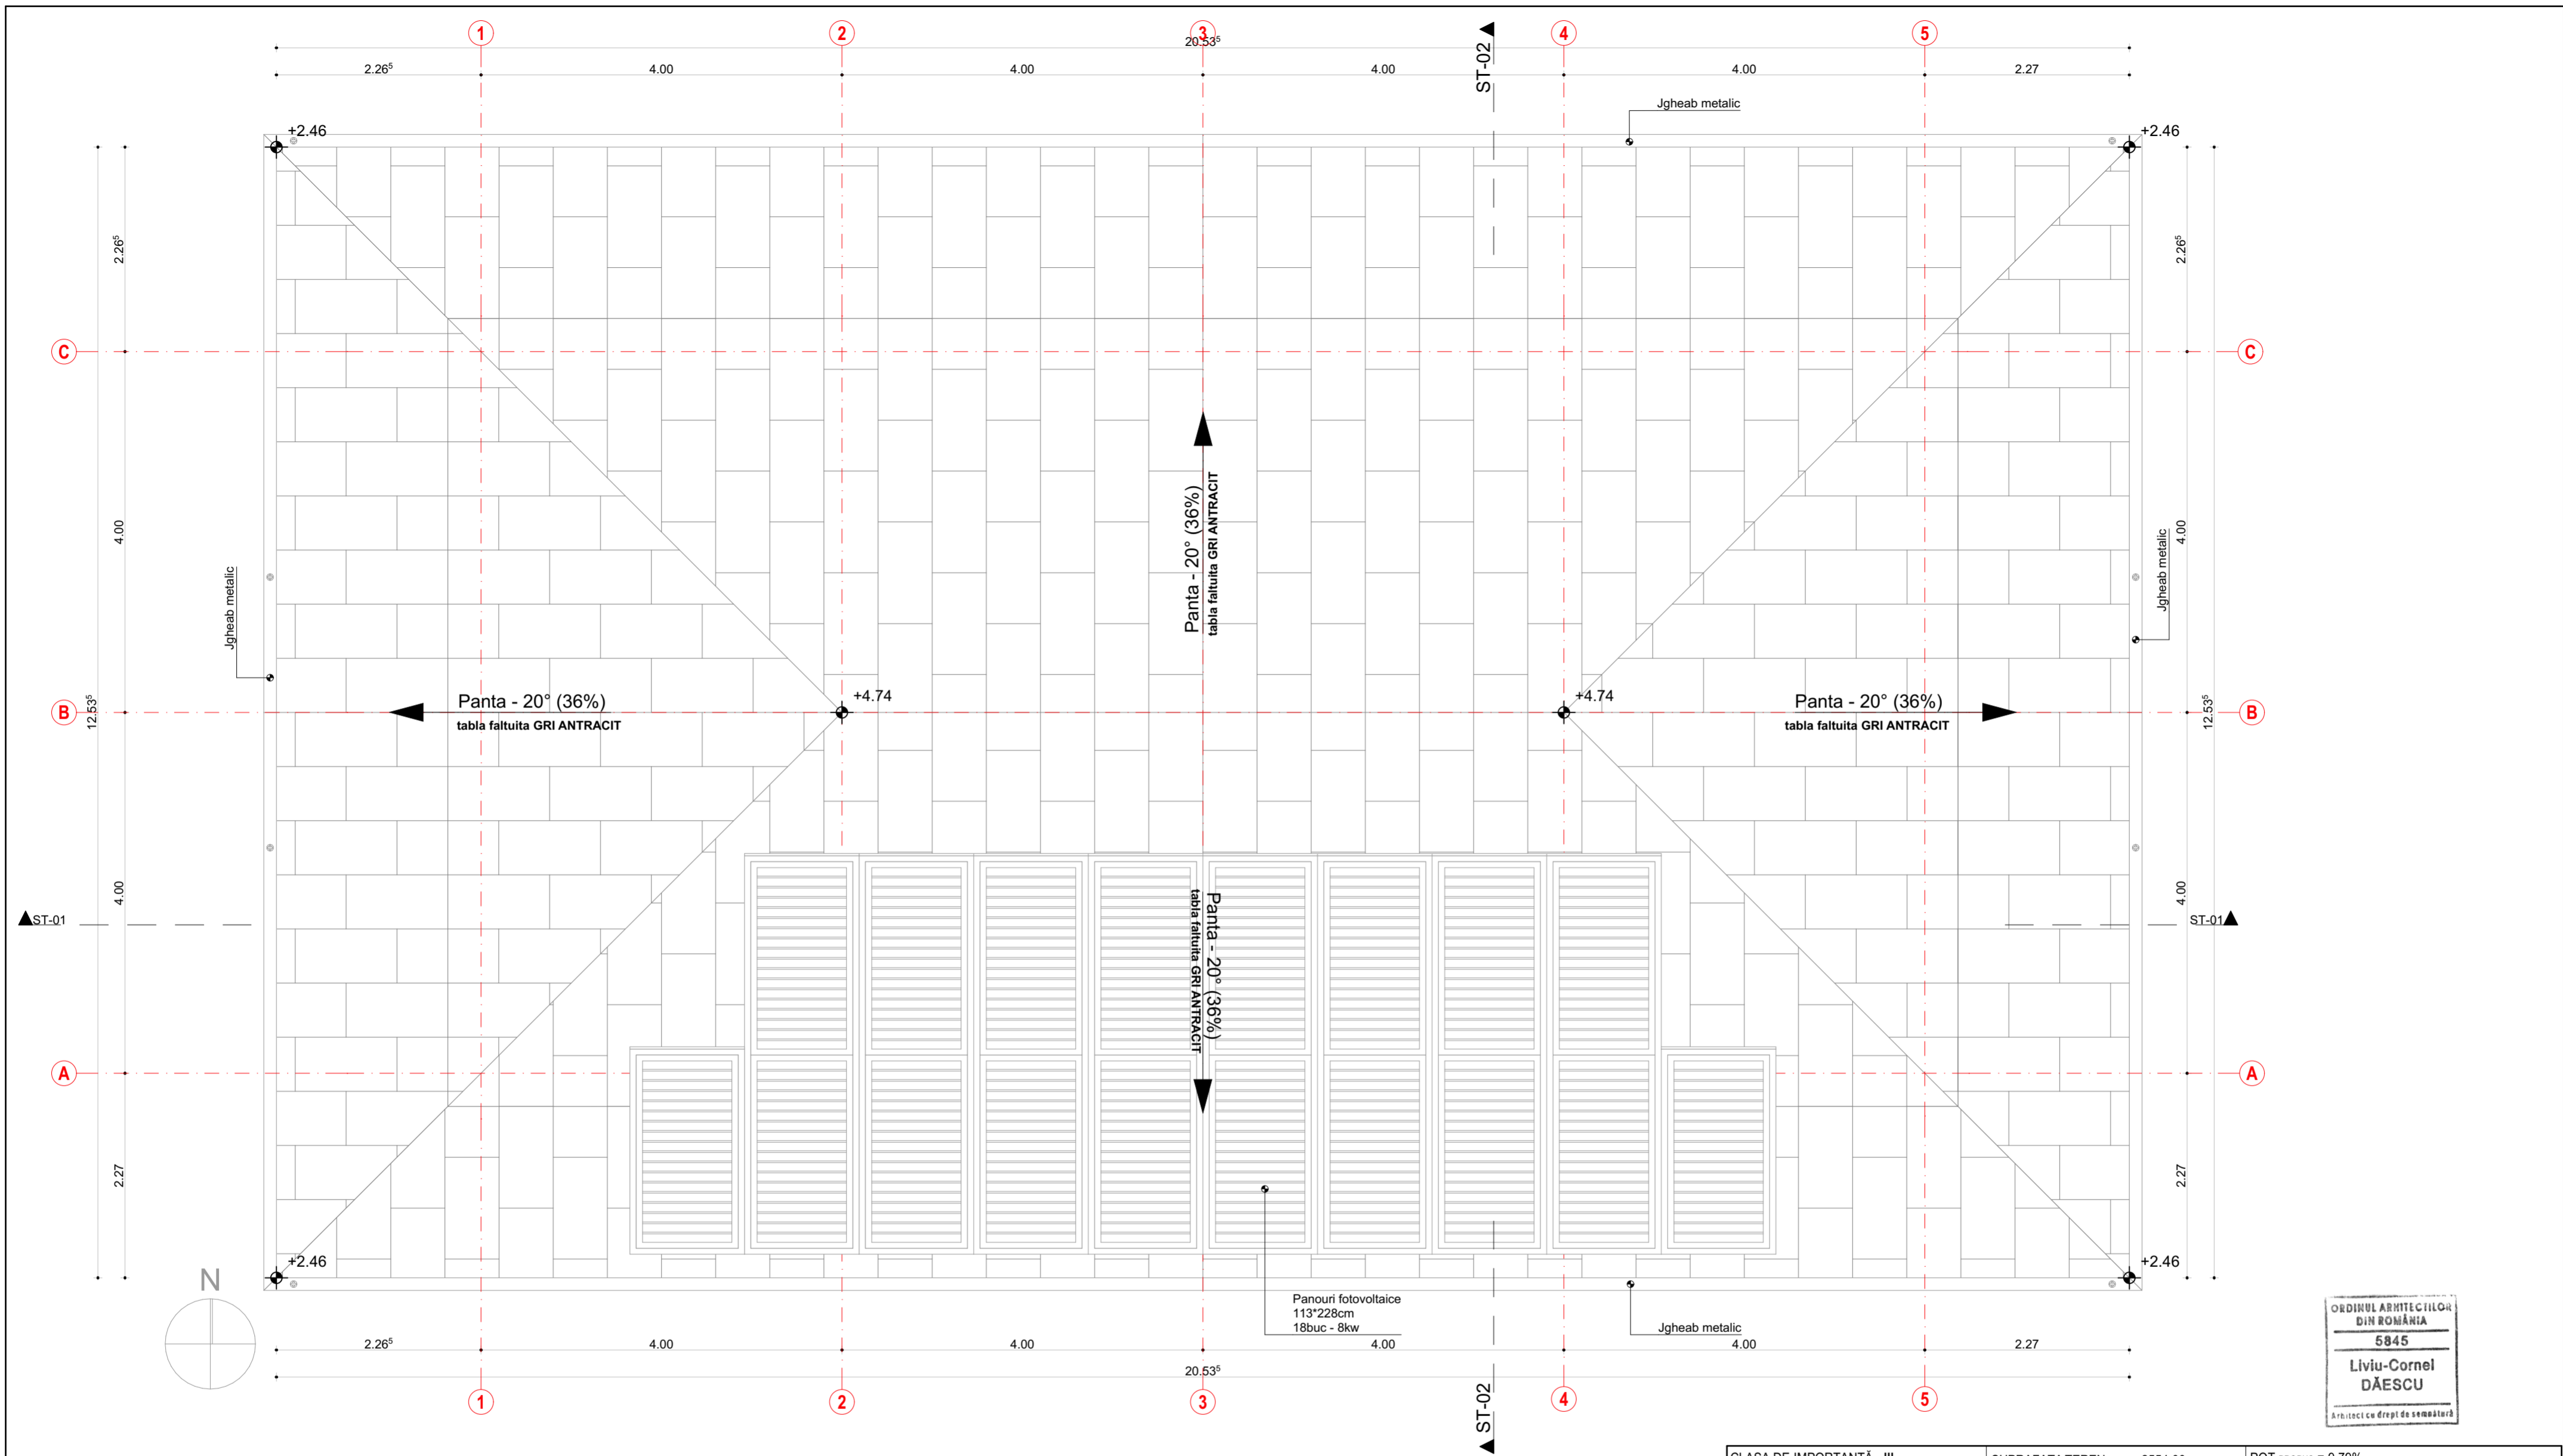 1
2
3
4
5
20.53⁵
2.26⁵
4.00
4.00
4.00
4.00
2.27
ST-02
Jgheab metalic
+2.46
+2.46
2.26⁵
2.26⁵
C
C
4.00
4.00
Jgheab metalic
Jgheab metalic
Panta - 20° (36%)
tabla faltuita GRI ANTRACIT
+4.74
+4.74
Panta - 20° (36%)
tabla faltuita GRI ANTRACIT
Panta - 20° (36%)
tabla faltuita GRI ANTRACIT
B
B
12.53⁵
12.53⁵
4.00
4.00
ST-01
ST-01
Panta - 20° (36%)
tabla faltuita GRI ANTRACIT
A
A
2.27
2.27
+2.46
+2.46
N
Panouri fotovoltaice
113*228cm
18buc - 8kw
Jgheab metalic
2.26⁵
4.00
4.00
4.00
4.00
2.27
20.53⁵
1
2
3
4
5
ST-02
ORDINUL ARHITECTILOR
DIN ROMÂNIA
5845
Liviu-Cornel
DĂESCU
Arhitect cu drept de semnătură